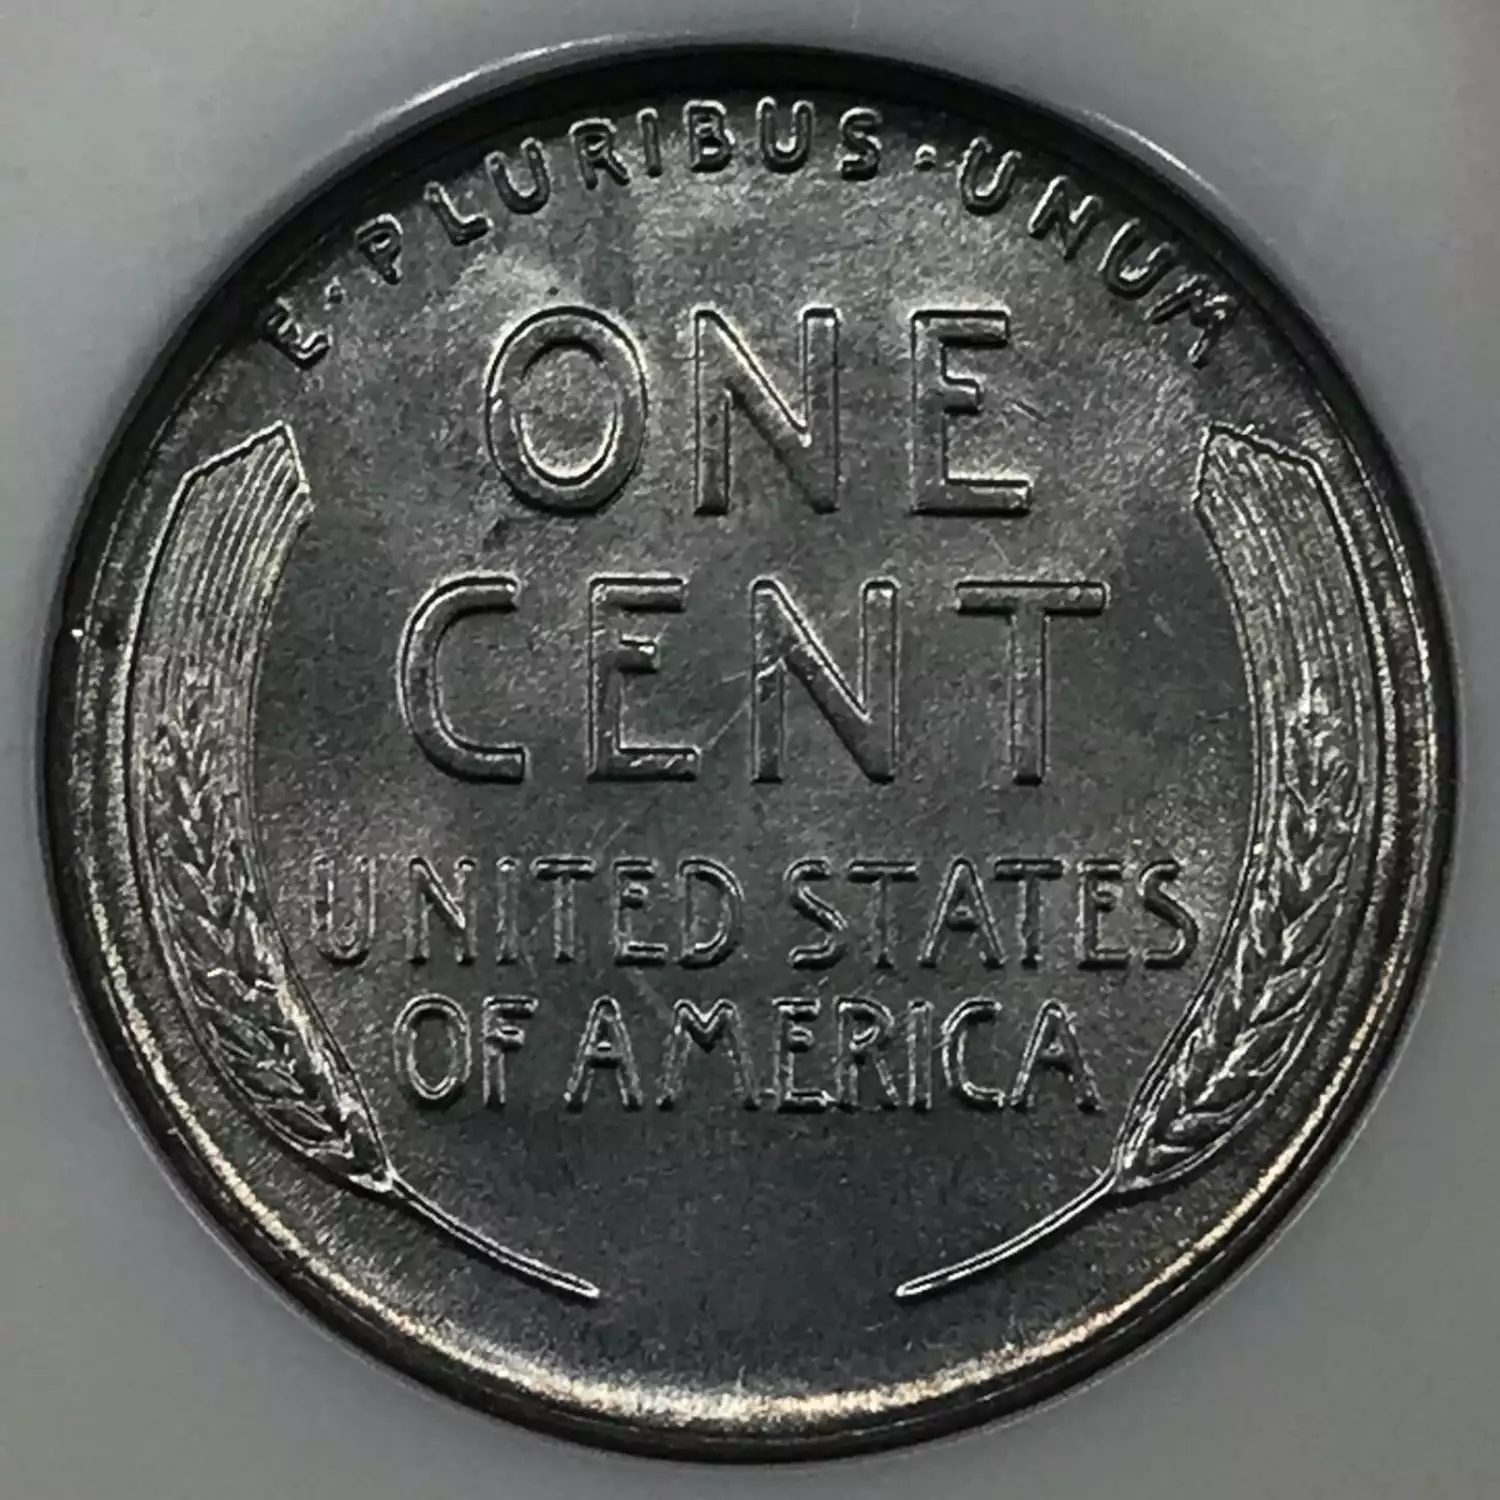 E·PLURIBUS·UNUM
ONE
CENT
UNITED STATES
OF AMERICA